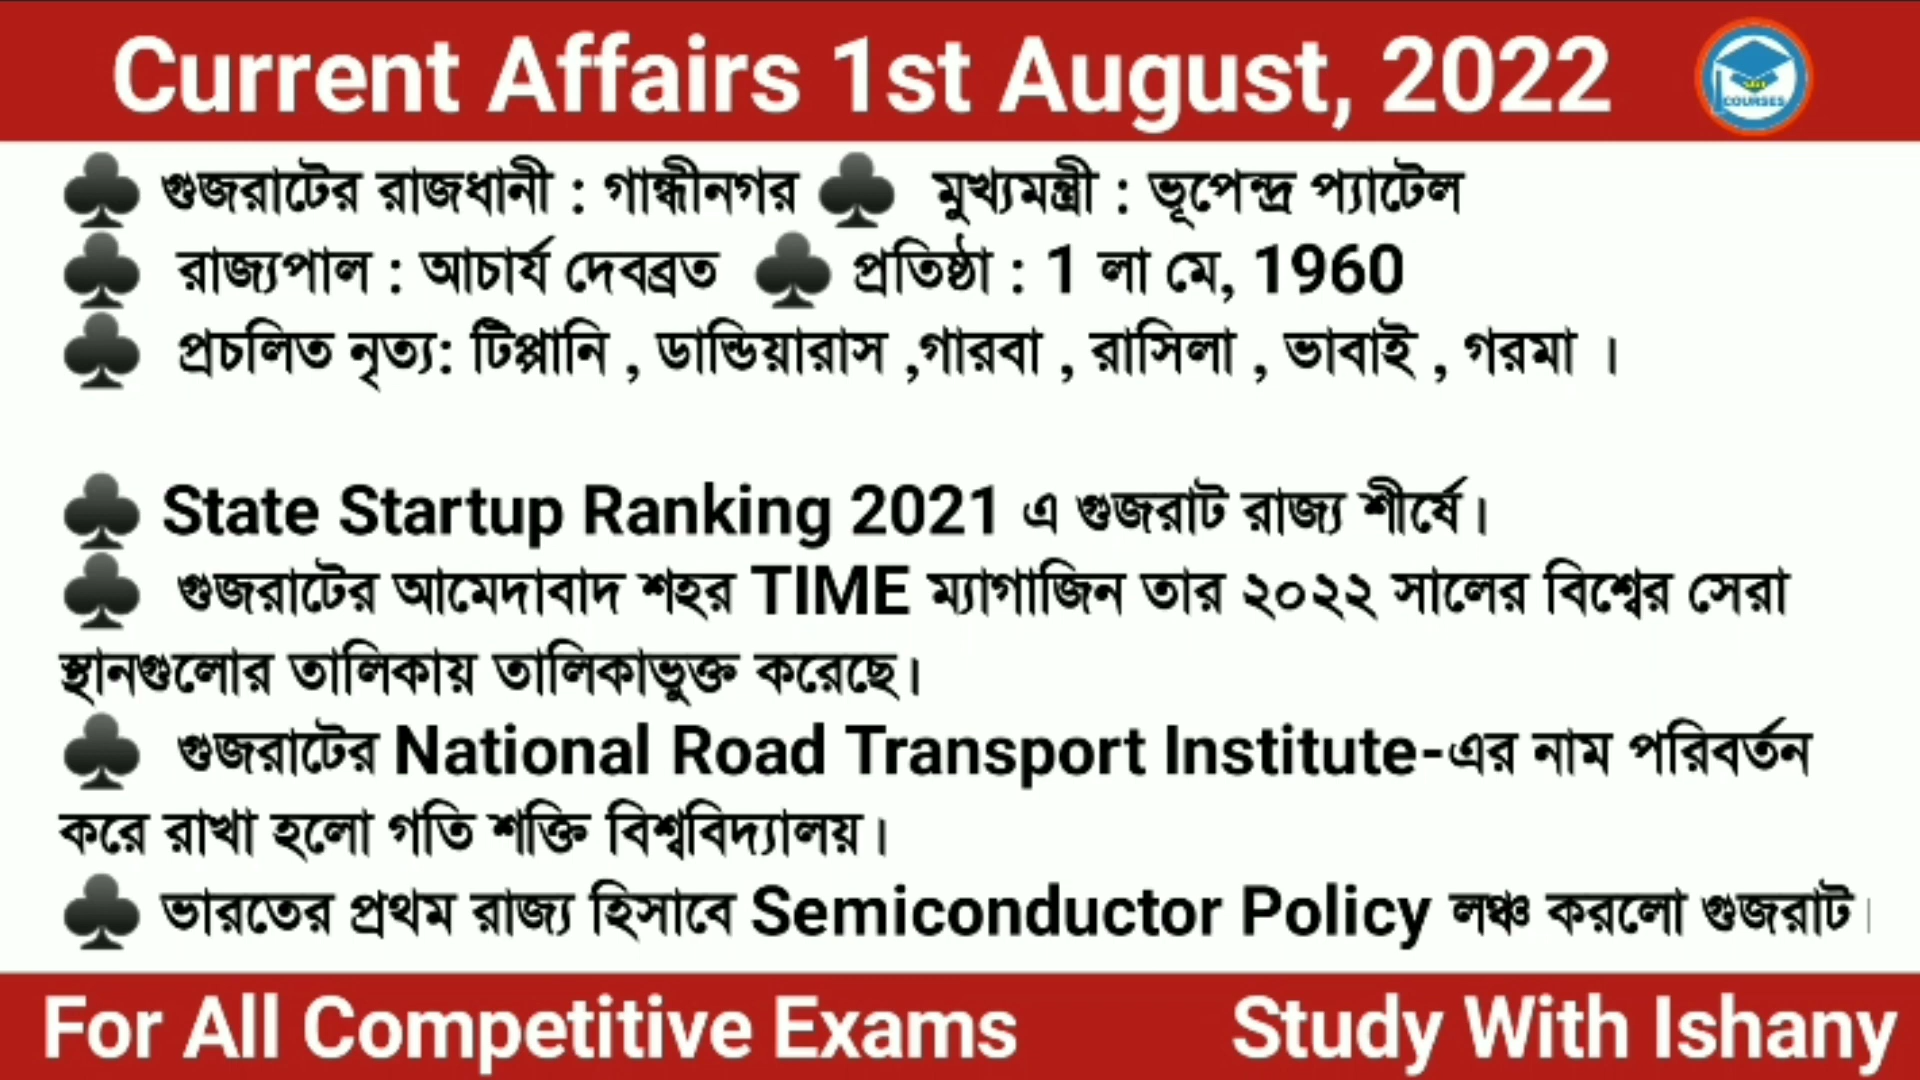 Current Affairs 1st August, 2022
COURSES
♣ গুজরাটের রাজধানী : গান্ধীনগর ♣ মুখ্যমন্ত্রী : ভূপেন্দ্র প্যাটেল
♣ রাজ্যপাল : আচার্য দেবব্রত ♣ প্রতিষ্ঠা : 1 লা মে, 1960
♣ প্রচলিত নৃত্য: টিপ্পানি , ডান্ডিয়ারাস ,গারবা , রাসিলা , ভাবাই , গরমা ।
♣ State Startup Ranking 2021 এ গুজরাট রাজ্য শীর্ষে।
♣ গুজরাটের আমেদাবাদ শহর TIME ম্যাগাজিন তার ২০২২ সালের বিশ্বের সেরা
স্থানগুলোর তালিকায় তালিকাভুক্ত করেছে।
♣ গুজরাটের National Road Transport Institute-এর নাম পরিবর্তন
করে রাখা হলো গতি শক্তি বিশ্ববিদ্যালয়।
♣ ভারতের প্রথম রাজ্য হিসাবে Semiconductor Policy লঞ্চ করলো গুজরাট।
For All Competitive Exams Study With Ishany